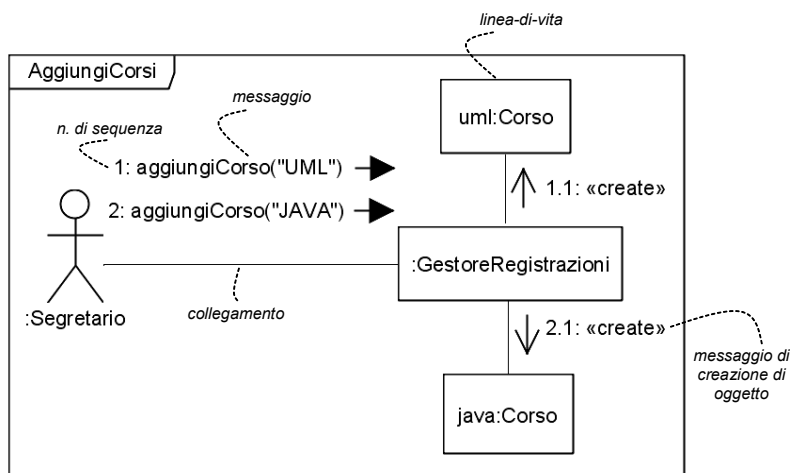 linea-di-vita
AggiungiCorsi
messaggio
n. di sequenza
uml:Corso
1: aggiungiCorso("UML")
1.1: «create»
2: aggiungiCorso("JAVA")
:GestoreRegistrazioni
:Segretario
collegamento
2.1: «create»
messaggio di
creazione di
oggetto
java:Corso